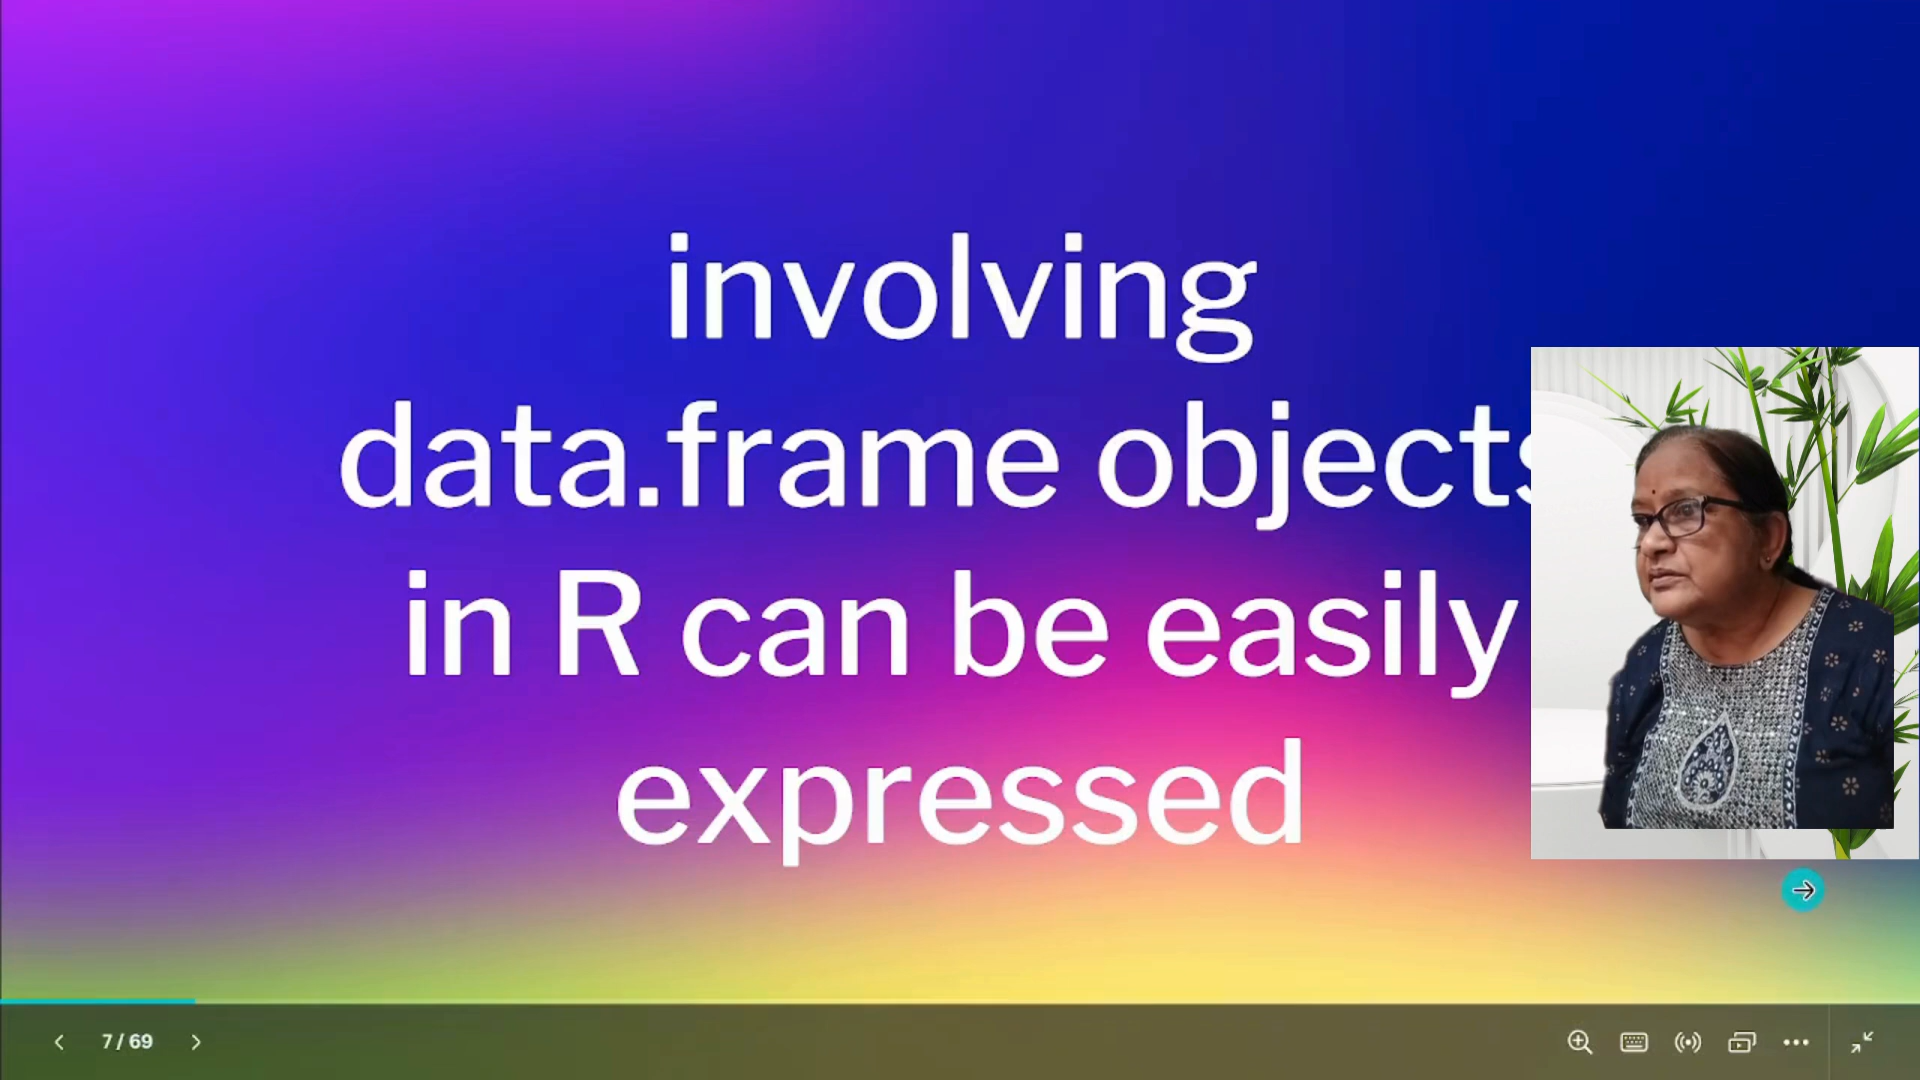 involving
data.frame objects
in R can be easily
expressed
7 / 69